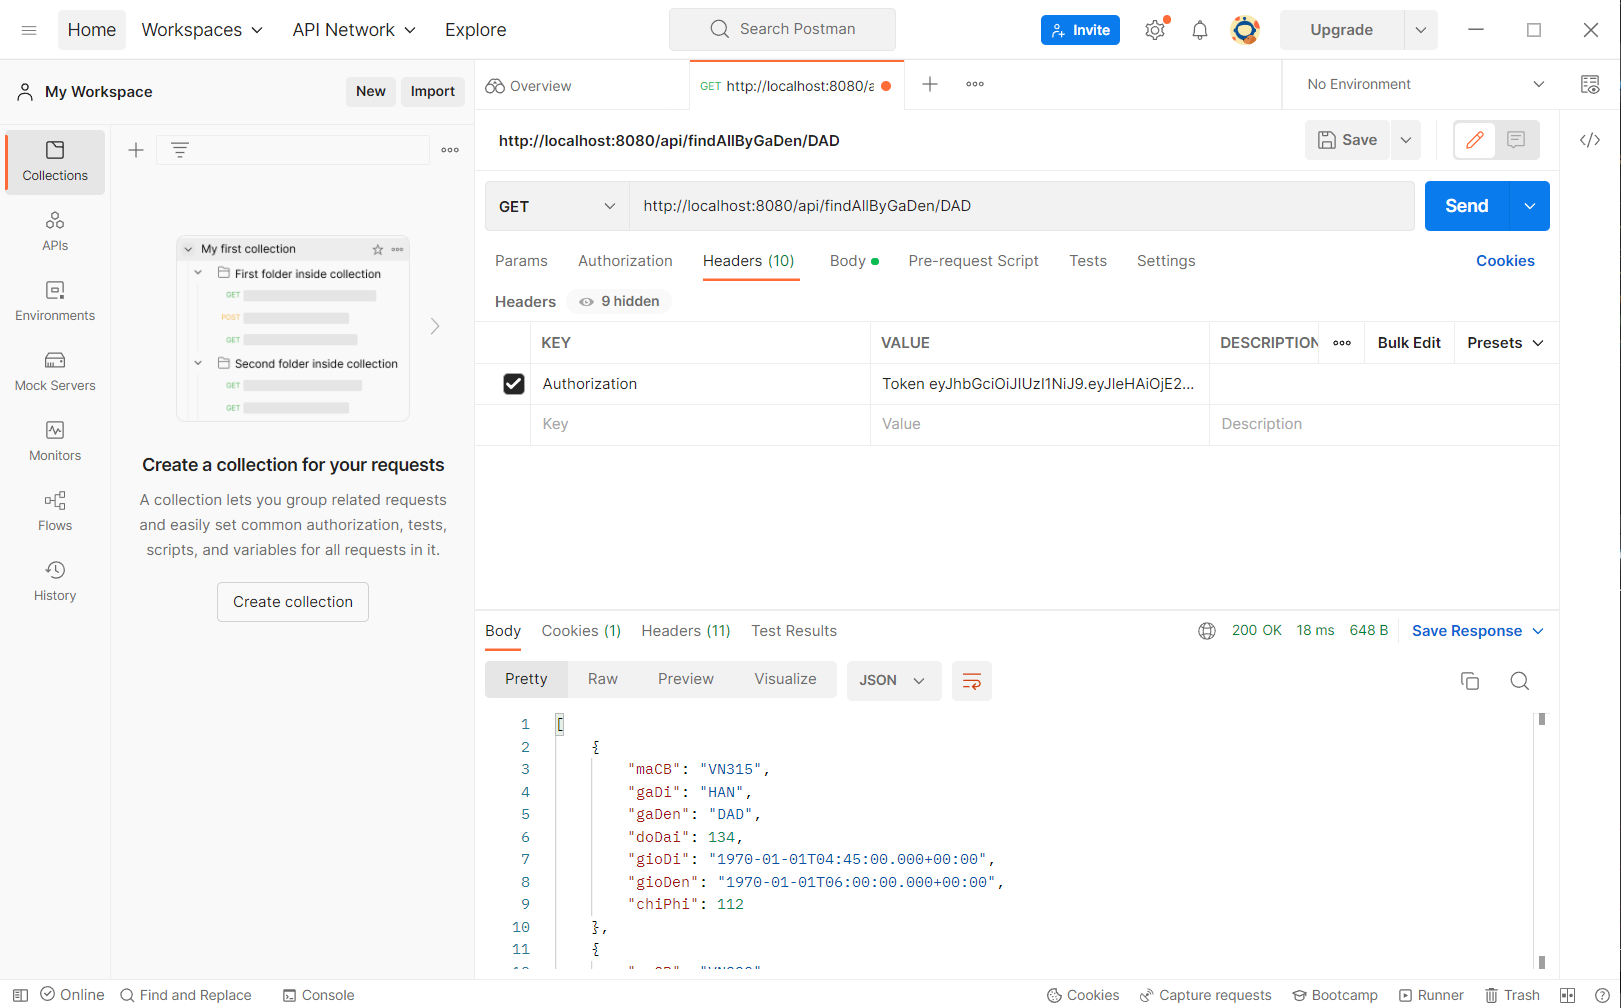 Home
Workspaces
API Network
Explore
Search Postman
Invite
Upgrade
My Workspace
New
Import
Overview
GET http://localhost:8080/a
No Environment
Collections
APIs
Environments
Mock Servers
Monitors
Flows
History
My first collection
First folder inside collection
GET
POST
GET
Second folder inside collection
GET
GET
Create a collection for your requests
A collection lets you group related requests
and easily set common authorization, tests,
scripts, and variables for all requests in it.
Create collection
http://localhost:8080/api/findAllByGaDen/DAD
Save
GET
http://localhost:8080/api/findAllByGaDen/DAD
Send
Params
Authorization
Headers (10)
Body
Pre-request Script
Tests
Settings
Cookies
Headers
9 hidden
KEY
VALUE
DESCRIPTION
Bulk Edit
Presets
Authorization
Token eyJhbGciOiJIUzI1NiJ9.eyJleHAiOjE2...
Key
Value
Description
Body
Cookies (1)
Headers (11)
Test Results
200 OK
18 ms
648 B
Save Response
Pretty
Raw
Preview
Visualize
JSON
1 [
2 {
3 "maCB": "VN315",
4 "gaDi": "HAN",
5 "gaDen": "DAD",
6 "doDai": 134,
7 "gioDi": "1970-01-01T04:45:00.000+00:00",
8 "gioDen": "1970-01-01T06:00:00.000+00:00",
9 "chiPhi": 112
10 },
11 {
Online
Find and Replace
Console
Cookies
Capture requests
Bootcamp
Runner
Trash